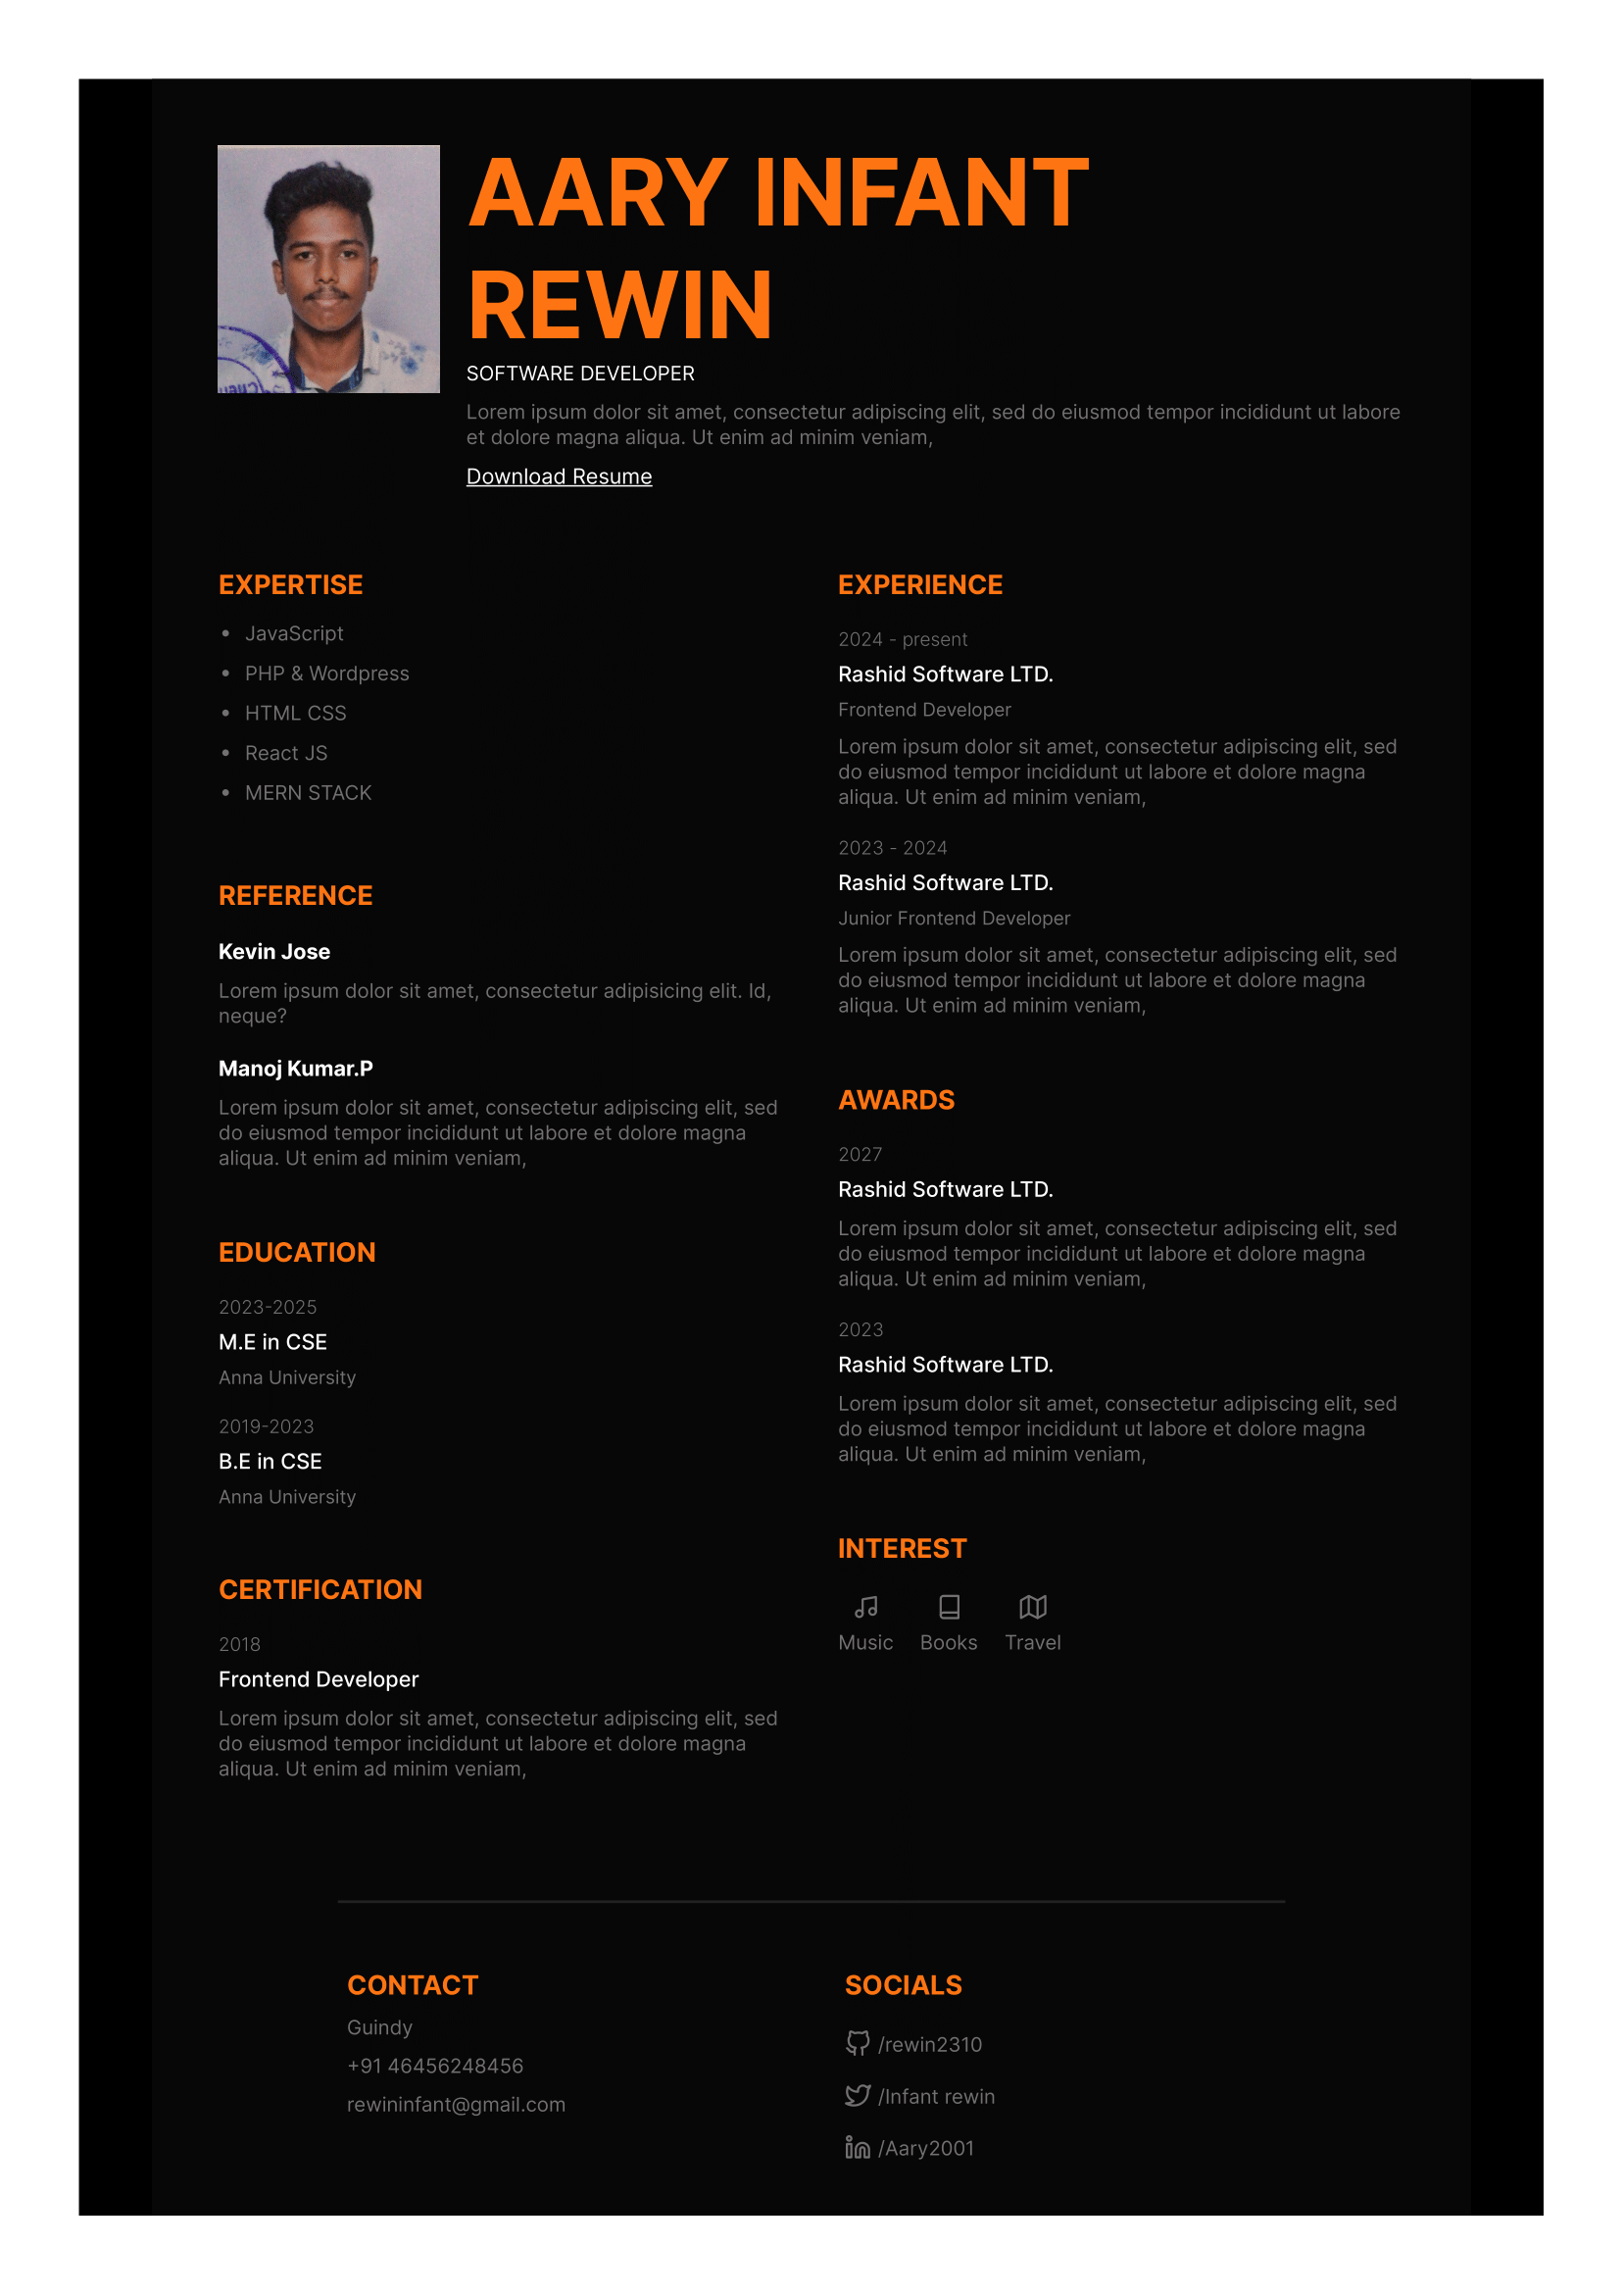 AARY INFANT
REWIN
SOFTWARE DEVELOPER
Lorem ipsum dolor sit amet, consectetur adipiscing elit, sed do eiusmod tempor incididunt ut labore
et dolore magna aliqua. Ut enim ad minim veniam,
Download Resume
EXPERTISE
• JavaScript
• PHP & Wordpress
• HTML CSS
• React JS
• MERN STACK
REFERENCE
Kevin Jose
Lorem ipsum dolor sit amet, consectetur adipisicing elit. Id,
neque?
Manoj Kumar.P
Lorem ipsum dolor sit amet, consectetur adipiscing elit, sed
do eiusmod tempor incididunt ut labore et dolore magna
aliqua. Ut enim ad minim veniam,
EDUCATION
2023-2025
M.E in CSE
Anna University
2019-2023
B.E in CSE
Anna University
CERTIFICATION
2018
Frontend Developer
Lorem ipsum dolor sit amet, consectetur adipiscing elit, sed
do eiusmod tempor incididunt ut labore et dolore magna
aliqua. Ut enim ad minim veniam,
EXPERIENCE
2024 - present
Rashid Software LTD.
Frontend Developer
Lorem ipsum dolor sit amet, consectetur adipiscing elit, sed
do eiusmod tempor incididunt ut labore et dolore magna
aliqua. Ut enim ad minim veniam,
2023 - 2024
Rashid Software LTD.
Junior Frontend Developer
Lorem ipsum dolor sit amet, consectetur adipiscing elit, sed
do eiusmod tempor incididunt ut labore et dolore magna
aliqua. Ut enim ad minim veniam,
AWARDS
2027
Rashid Software LTD.
Lorem ipsum dolor sit amet, consectetur adipiscing elit, sed
do eiusmod tempor incididunt ut labore et dolore magna
aliqua. Ut enim ad minim veniam,
2023
Rashid Software LTD.
Lorem ipsum dolor sit amet, consectetur adipiscing elit, sed
do eiusmod tempor incididunt ut labore et dolore magna
aliqua. Ut enim ad minim veniam,
INTEREST
Music Books Travel
CONTACT
Guindy
+91 46456248456
rewininfant@gmail.com
SOCIALS
/rewin2310
/Infant rewin
/Aary2001